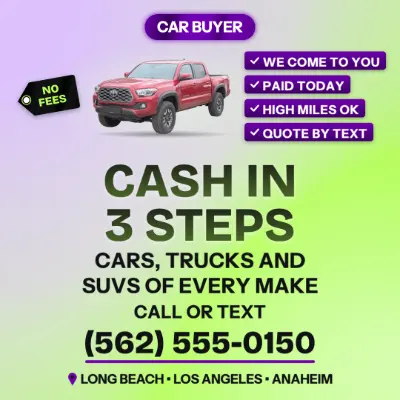 CAR BUYER
NO
FEES
WE COME TO YOU
PAID TODAY
HIGH MILES OK
QUOTE BY TEXT
CASH IN
3 STEPS
CARS, TRUCKS AND
SUVS OF EVERY MAKE
CALL OR TEXT
(562) 555-0150
LONG BEACH • LOS ANGELES • ANAHEIM